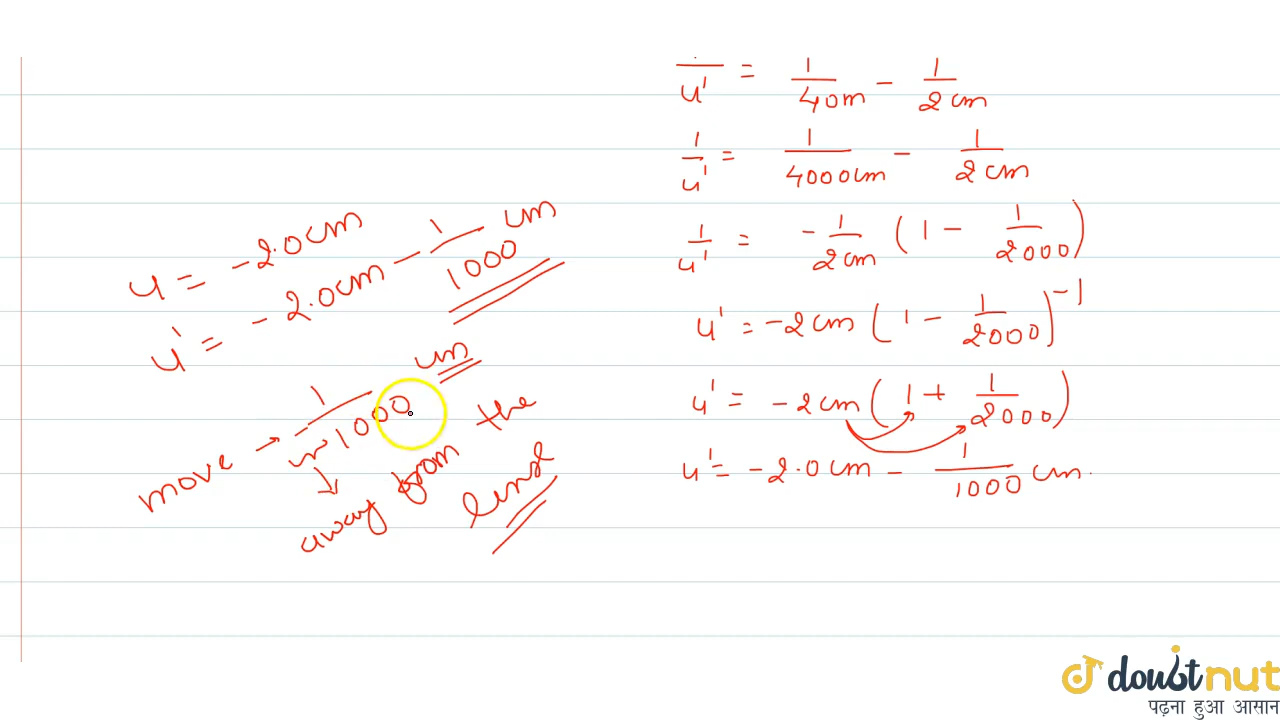 1/u' = 1/40m - 1/2cm
1/u' = 1/4000cm - 1/2cm
1/u' = -1/2cm (1 - 1/2000)
u' = -2cm (1 - 1/2000)^-1
u' = -2cm (1 + 1/2000)
u' = -2.0cm - 1/1000 cm.
u = -2.0cm
u' = -2.0cm - 1/1000 cm
move → 1/1000 cm
away from the
lens
doubtnut
पढ़ना हुआ आसान